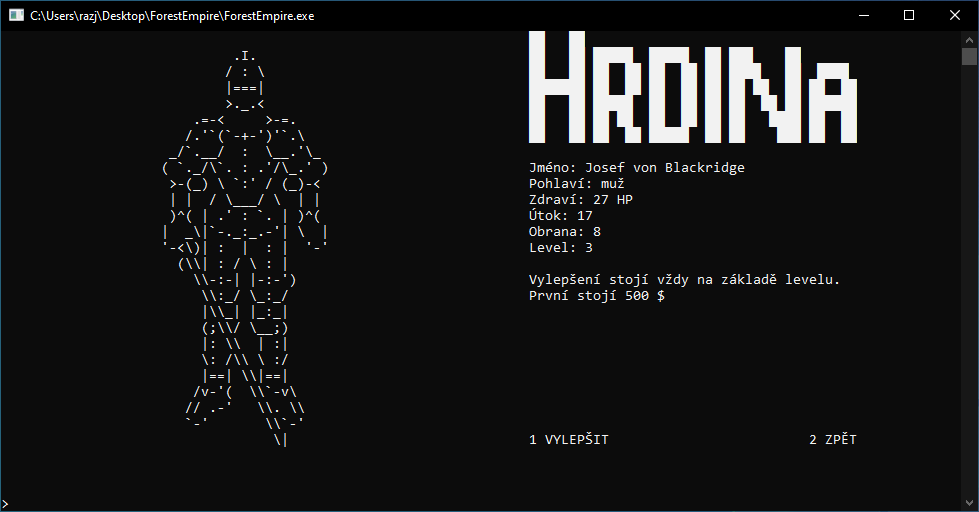 C:\Users\razj\Desktop\ForestEmpire\ForestEmpire.exe
HRDINA
Jméno: Josef von Blackridge
Pohlaví: muž
Zdraví: 27 HP
Útok: 17
Obrana: 8
Level: 3
Vylepšení stojí vždy na základě levelu.
První stojí 500 $
1 VYLEPŠIT 2 ZPĚT
>